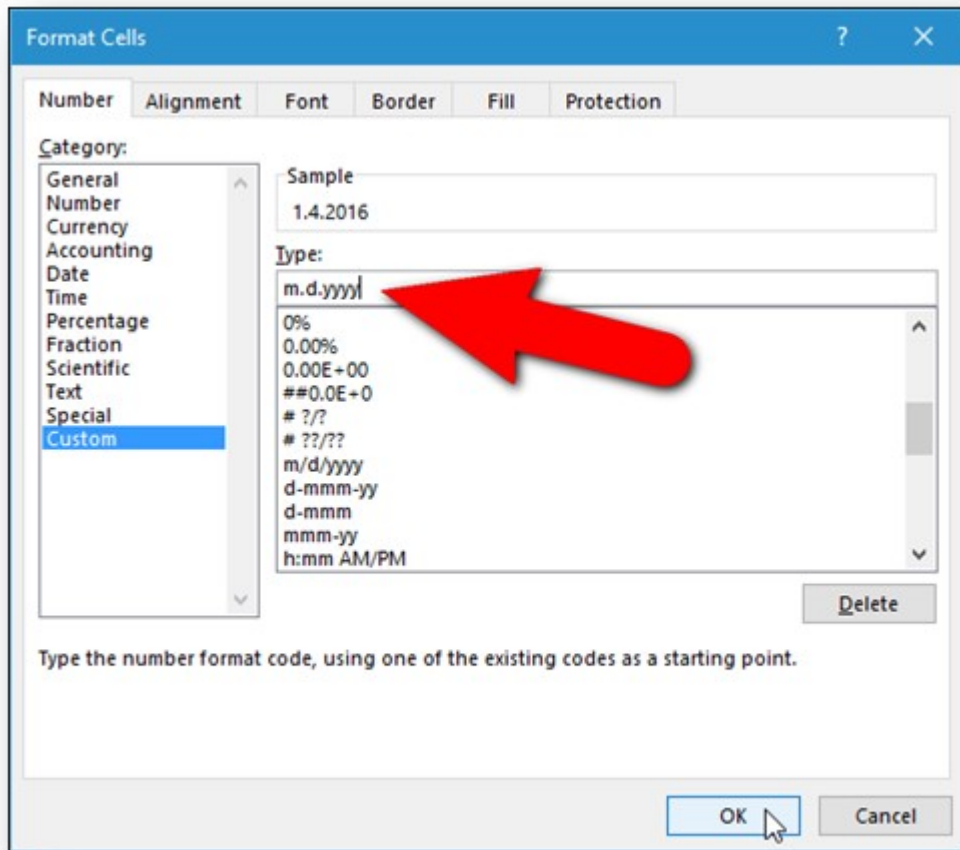 Format Cells
?
Number Alignment Font Border Fill Protection
Category:
General
Number
Currency
Accounting
Date
Time
Percentage
Fraction
Scientific
Text
Special
Custom
Sample
1.4.2016
Type:
m.d.yyyy
0%
0.00%
0.00E+00
##0.0E+0
# ?/?
# ??/??
m/d/yyyy
d-mmm-yy
d-mmm
mmm-yy
h:mm AM/PM
Delete
Type the number format code, using one of the existing codes as a starting point.
OK Cancel